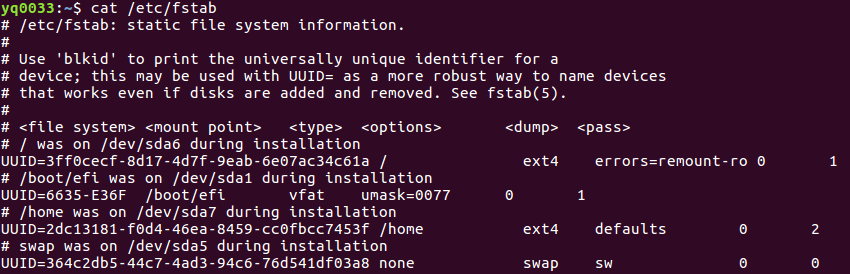 yq0033:~$ cat /etc/fstab
# /etc/fstab: static file system information.
#
# Use 'blkid' to print the universally unique identifier for a
# device; this may be used with UUID= as a more robust way to name devices
# that works even if disks are added and removed. See fstab(5).
#
# <file system> <mount point>   <type>  <options>       <dump>  <pass>
# / was on /dev/sda6 during installation
UUID=3ff0cecf-8d17-4d7f-9eab-6e07ac34c61a /               ext4    errors=remount-ro 0       1
# /boot/efi was on /dev/sda1 during installation
UUID=6635-E36F  /boot/efi       vfat    umask=0077      0       1
# /home was on /dev/sda7 during installation
UUID=2dc13181-f0d4-46ea-8459-cc0fbcc7453f /home           ext4    defaults        0       2
# swap was on /dev/sda5 during installation
UUID=364c2db5-44c7-4ad3-94c6-76d541df03a8 none            swap    sw              0       0